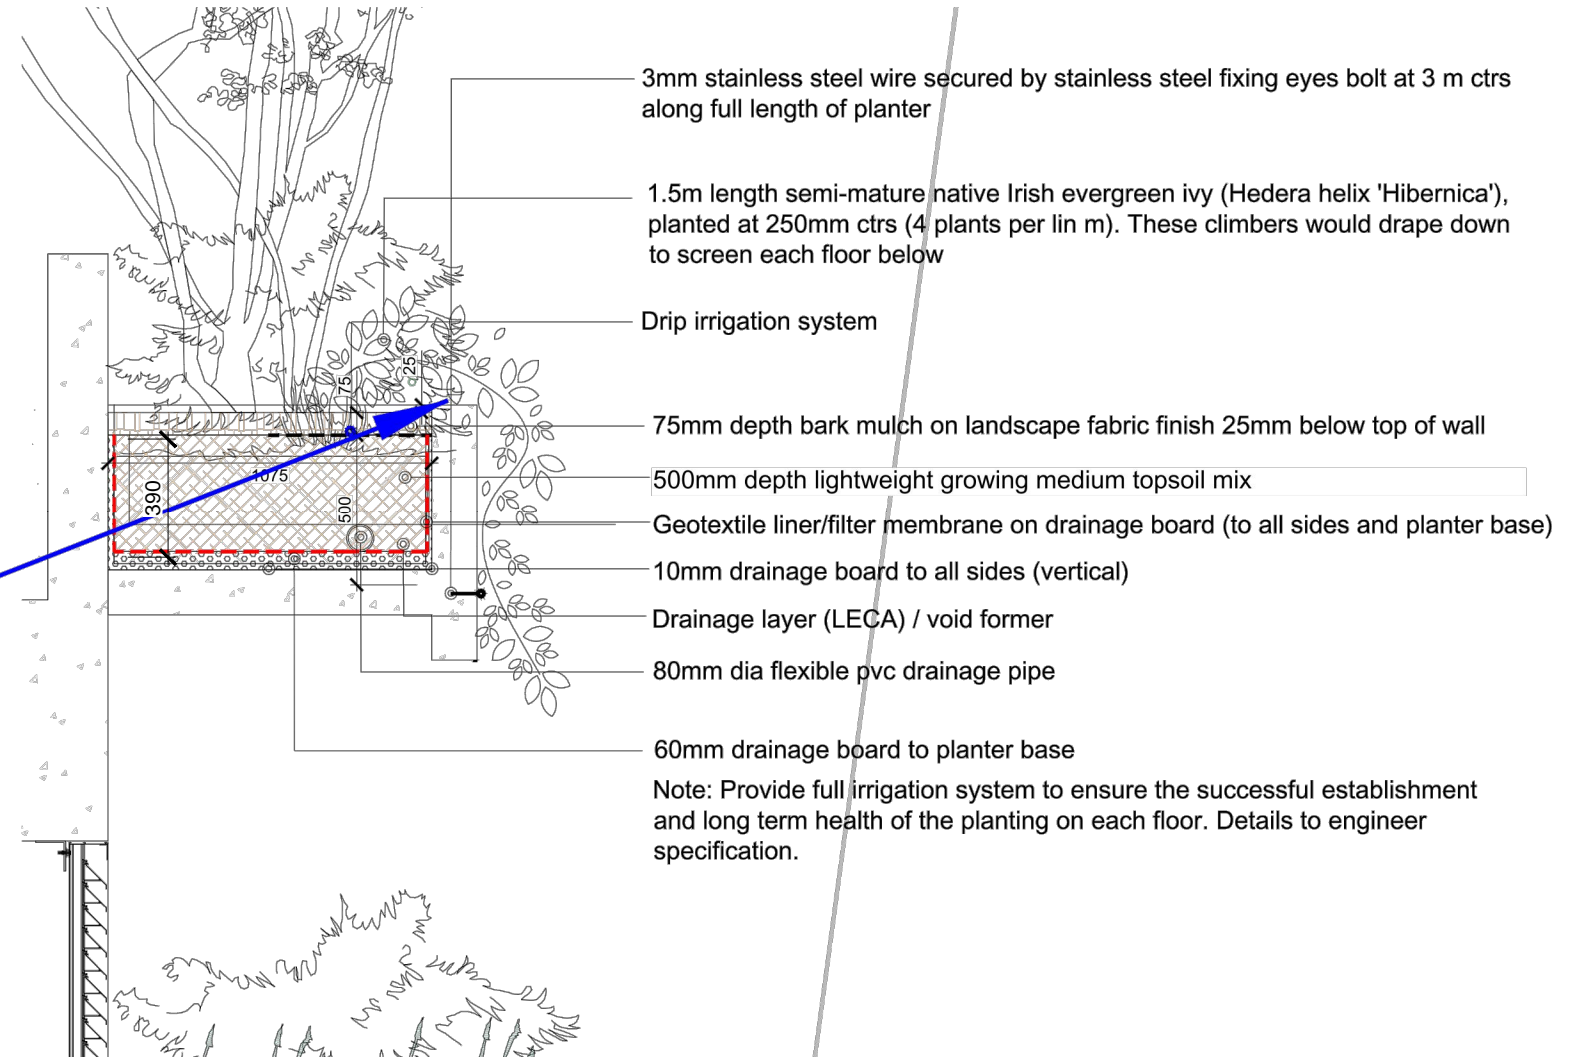 3mm stainless steel wire secured by stainless steel fixing eyes bolt at 3 m ctrs
along full length of planter
1.5m length semi-mature native Irish evergreen ivy (Hedera helix 'Hibernica'),
planted at 250mm ctrs (4 plants per lin m). These climbers would drape down
to screen each floor below
Drip irrigation system
25
75
75mm depth bark mulch on landscape fabric finish 25mm below top of wall
1075
390
500
500mm depth lightweight growing medium topsoil mix
Geotextile liner/filter membrane on drainage board (to all sides and planter base)
10mm drainage board to all sides (vertical)
Drainage layer (LECA) / void former
80mm dia flexible pvc drainage pipe
60mm drainage board to planter base
Note: Provide full irrigation system to ensure the successful establishment
and long term health of the planting on each floor. Details to engineer
specification.